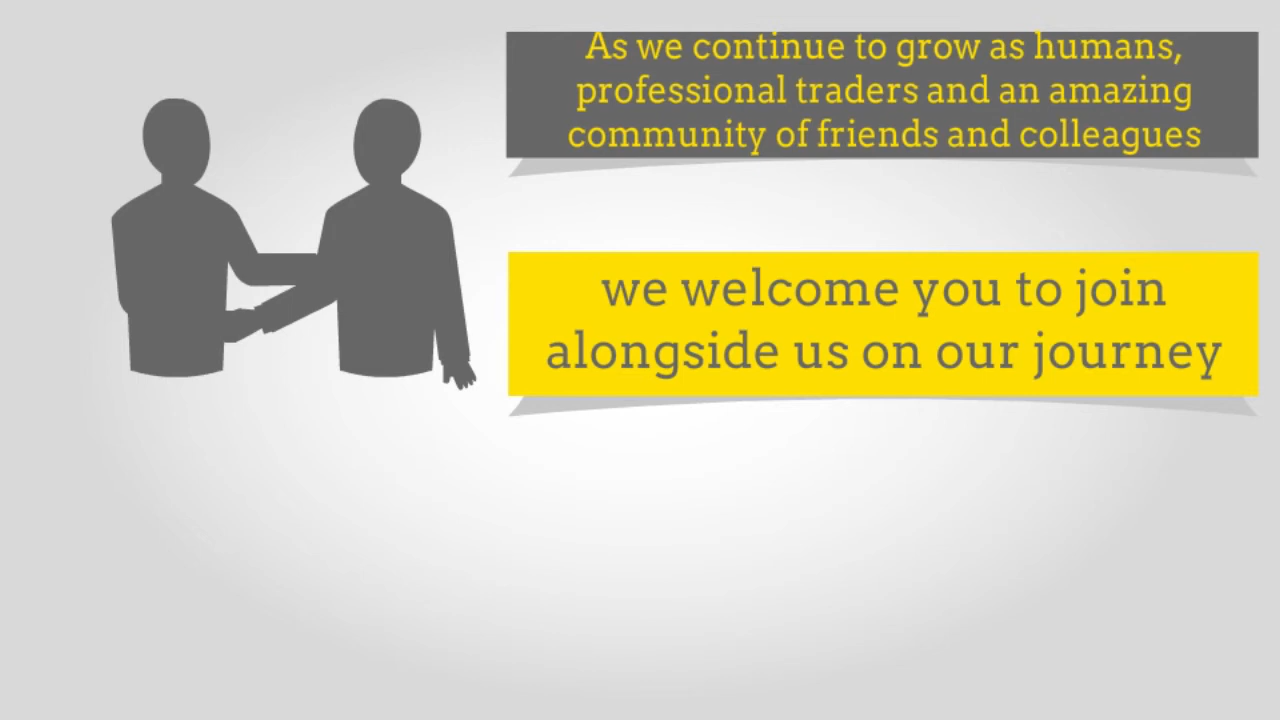 As we continue to grow as humans,
professional traders and an amazing
community of friends and colleagues
we welcome you to join
alongside us on our journey